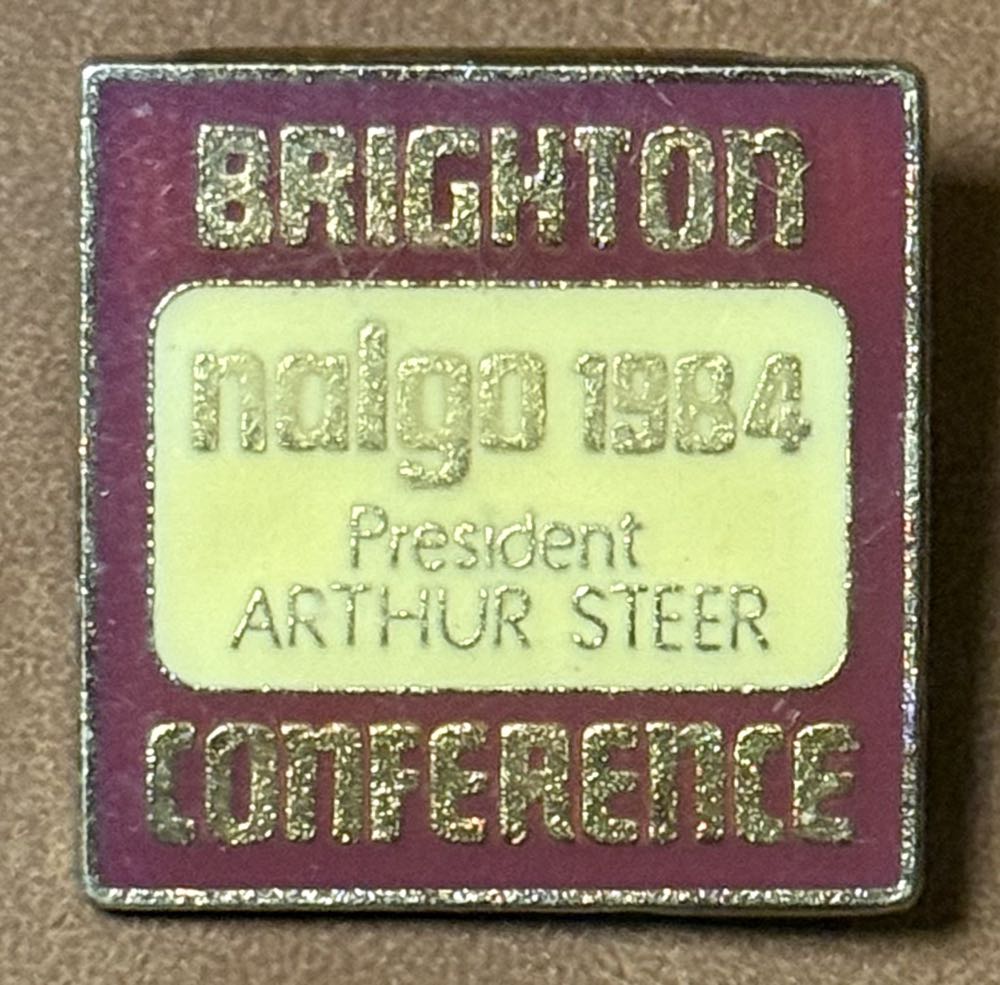 BRIGHTON
nalgo 1984
President
ARTHUR STEER
CONFERENCE